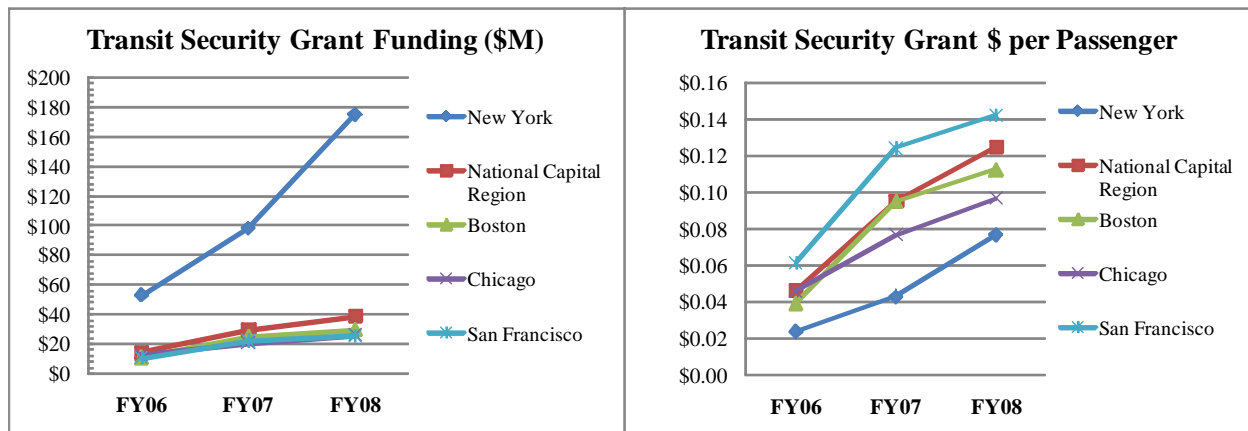 Transit Security Grant Funding ($M)
$200
$180
$160
$140
$120
$100
$80
$60
$40
$20
$0
FY06 FY07 FY08
New York
National Capital
Region
Boston
Chicago
San Francisco
Transit Security Grant $ per Passenger
$0.16
$0.14
$0.12
$0.10
$0.08
$0.06
$0.04
$0.02
$0.00
FY06 FY07 FY08
New York
National Capital
Region
Boston
Chicago
San Francisco